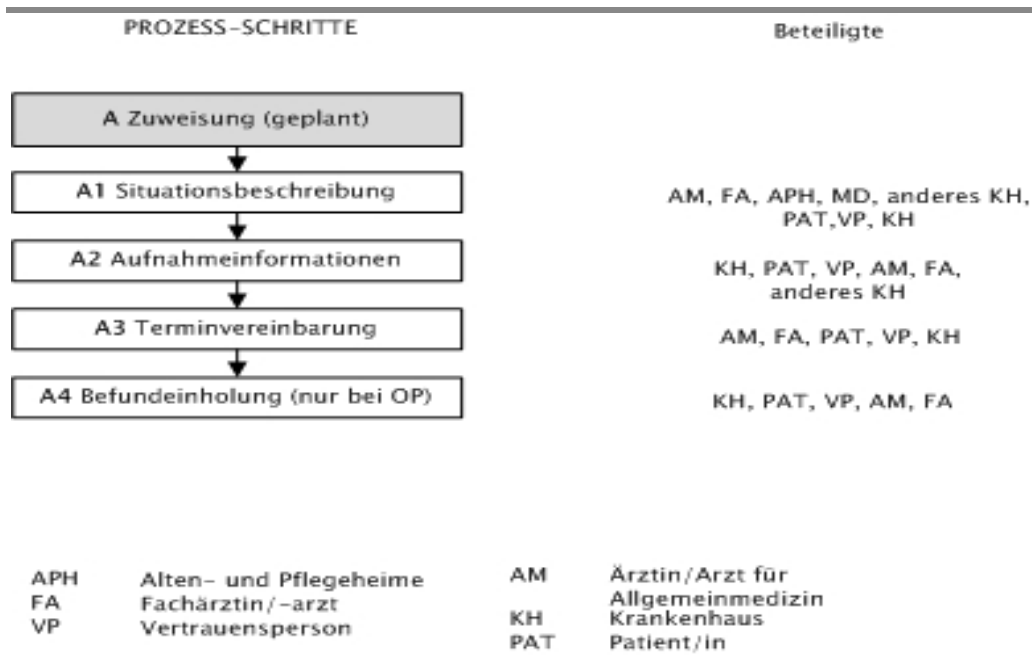 PROZESS-SCHRITTE
Beteiligte
A Zuweisung (geplant)
A1 Situationsbeschreibung
AM, FA, APH, MD, anderes KH,
PAT,VP, KH
A2 Aufnahmeinformationen
KH, PAT, VP, AM, FA,
anderes KH
A3 Terminvereinbarung
AM, FA, PAT, VP, KH
A4 Befundeinholung (nur bei OP)
KH, PAT, VP, AM, FA
APH Alten- und Pflegeheime
FA Fachärztin/-arzt
VP Vertrauensperson
AM Ärztin/Arzt für
Allgemeinmedizin
KH Krankenhaus
PAT Patient/in